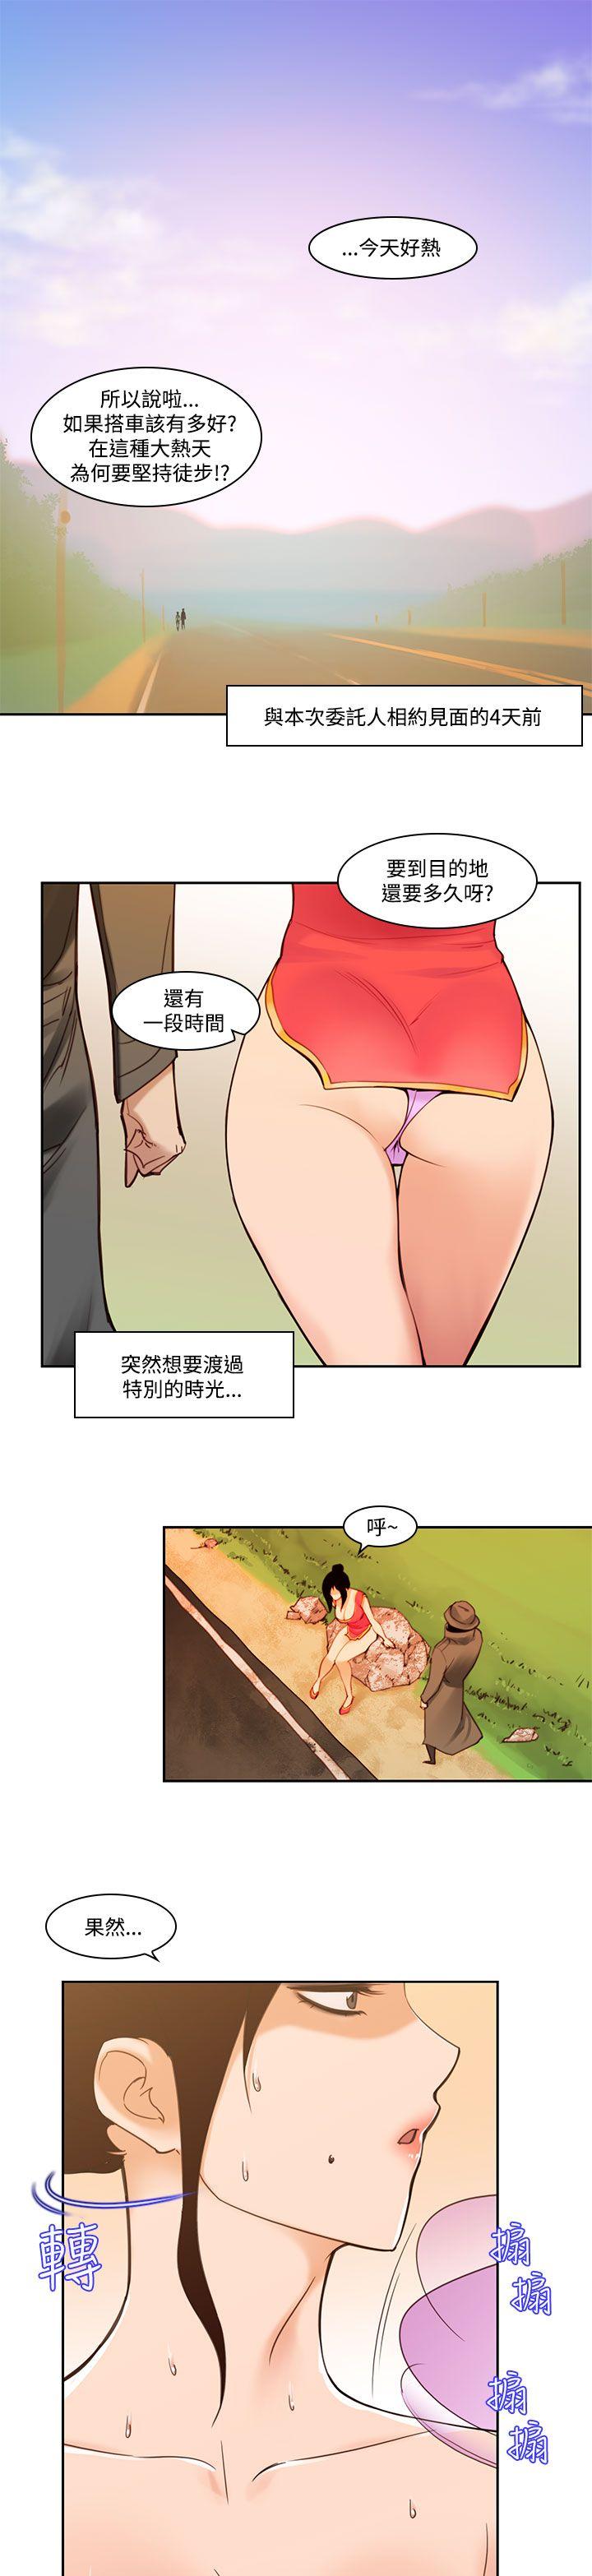 ...今天好熱
所以說啦...
如果搭車該有多好?
在這種大熱天
為何要堅持徒步!?
與本次委託人相約見面的4天前
要到目的地
還要多久呀?
還有
一段時間
突然想要渡過
特別的時光...
呼~
果然...
轉
搧
搧
搧
搧